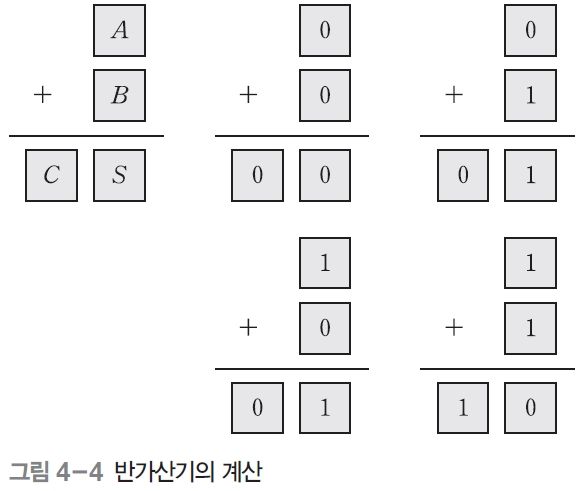 A 0 0
+ B + 0 + 1
C S 0 0 0 1
1 1
+ 0 + 1
0 1 1 0
그림 4-4 반가산기의 계산